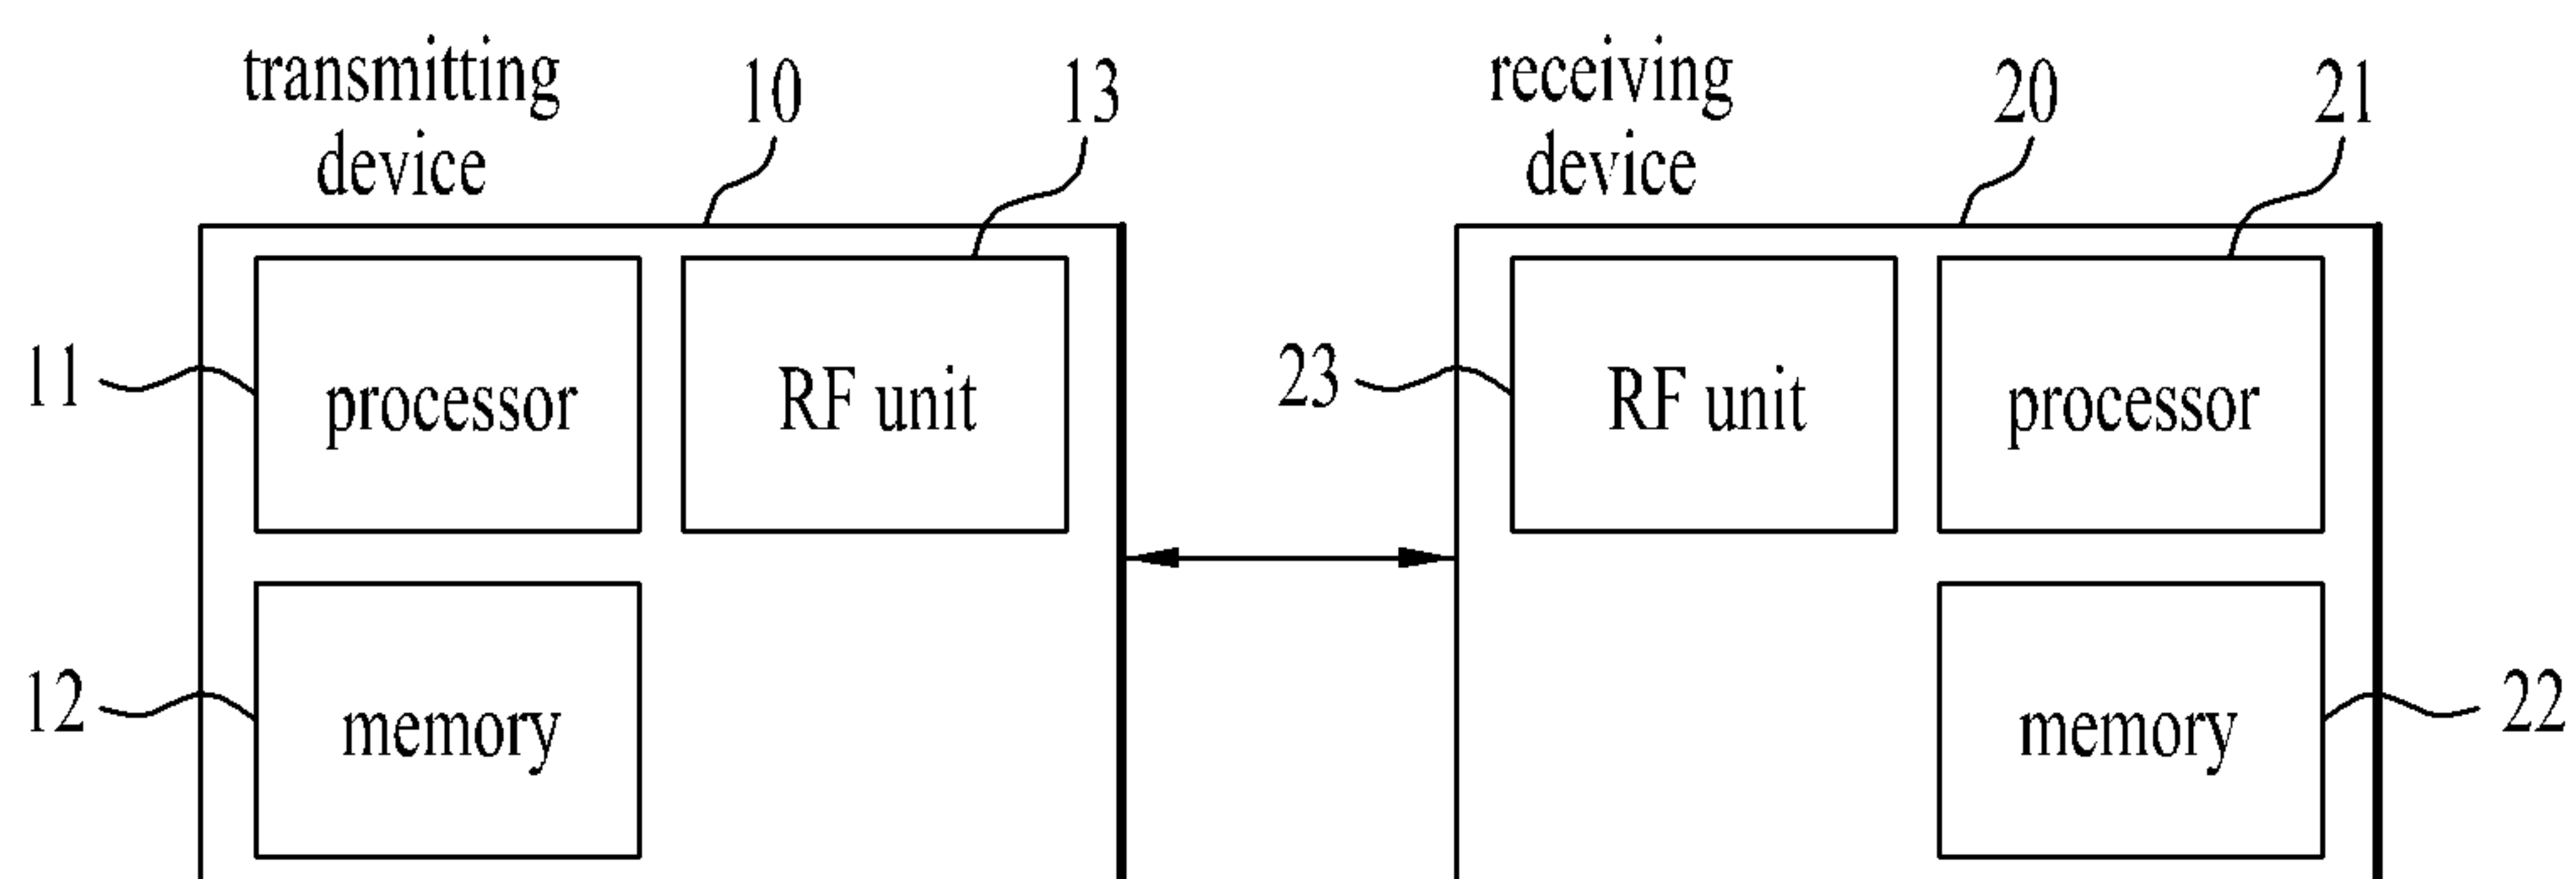 transmitting
device
10
13
receiving
device
20
21
11
processor
RF unit
23
RF unit
processor
12
memory
memory
22